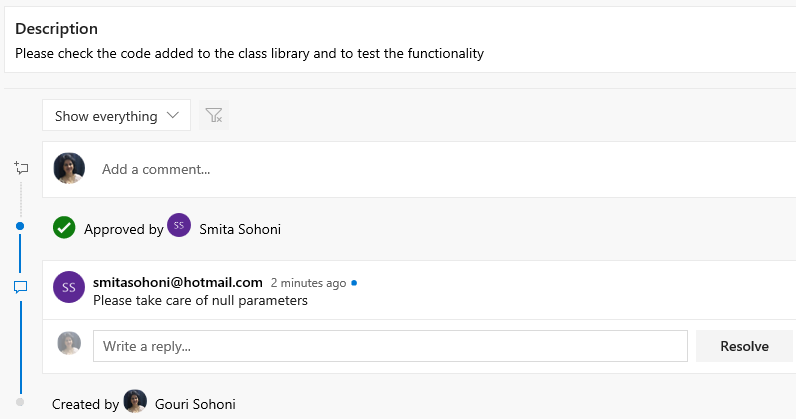 Description
Please check the code added to the class library and to test the functionality
Show everything
Add a comment...
Approved by SS Smita Sohoni
SS smitasohoni@hotmail.com 2 minutes ago
Please take care of null parameters
Write a reply... Resolve
Created by Gouri Sohoni